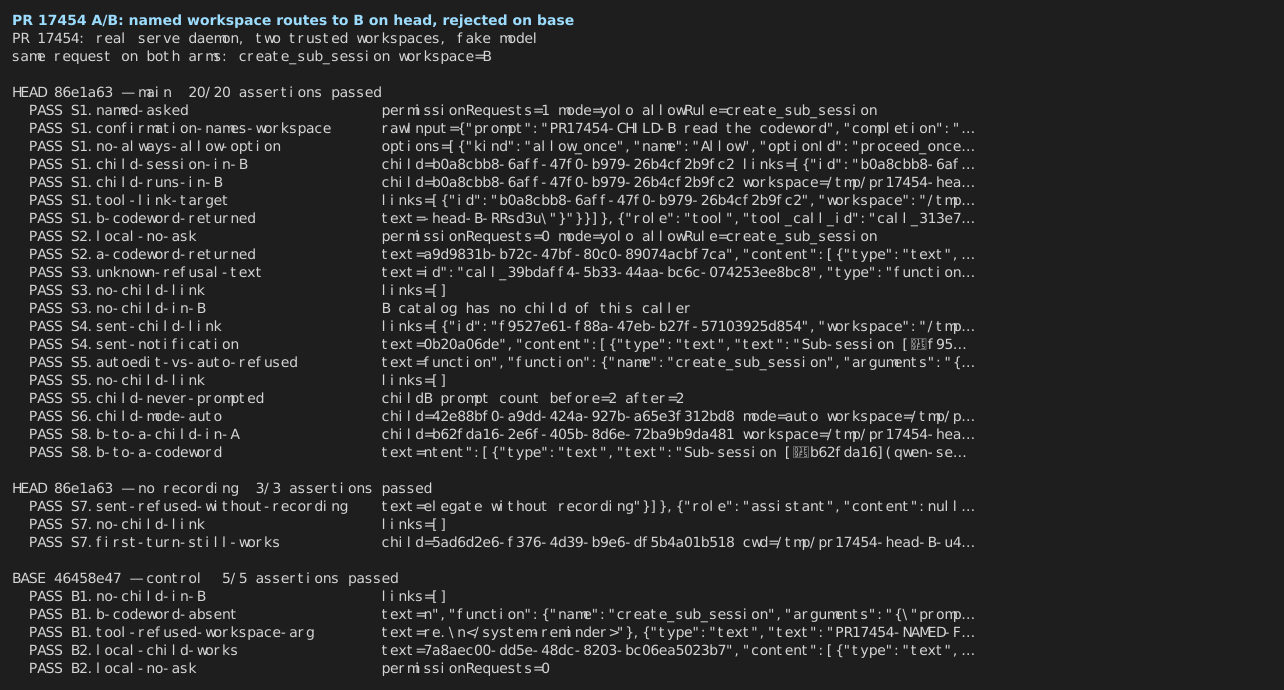 PR 17454 A/B: named workspace routes to B on head, rejected on base
PR 17454: real serve daemon, two trusted workspaces, fake model
same request on both arms: create_sub_session workspace=B
HEAD 86e1a63 — main 20/20 assertions passed
PASS S1.named-asked permissionRequests=1 mode=yolo allowRule=create_sub_session
PASS S1.confirmation-names-workspace rawInput={"prompt":"PR17454-CHILD-B read the codeword","completion":"…
PASS S1.no-always-allow-option options=[{"kind":"allow_once","name":"Allow","optionId":"proceed_once…
PASS S1.child-session-in-B child=b0a8cbb8-6aff-47f0-b979-26b4cf2b9fc2 links=[{"id":"b0a8cbb8-6af…
PASS S1.child-runs-in-B child=b0a8cbb8-6aff-47f0-b979-26b4cf2b9fc2 workspace=/tmp/pr17454-hea…
PASS S1.tool-link-target links=[{"id":"b0a8cbb8-6aff-47f0-b979-26b4cf2b9fc2","workspace":"/tmp…
PASS S1.b-codeword-returned text=-head-B-RRsd3u\"}"}}]},{"role":"tool","tool_call_id":"call_313e7…
PASS S2.local-no-ask permissionRequests=0 mode=yolo allowRule=create_sub_session
PASS S2.a-codeword-returned text=a9d9831b-b72c-47bf-80c0-89074acbf7ca","content":[{"type":"text",…
PASS S3.unknown-refusal-text text=id":"call_39bdaff4-5b33-44aa-bc6c-074253ee8bc8","type":"function…
PASS S3.no-child-link links=[]
PASS S3.no-child-in-B B catalog has no child of this caller
PASS S4.sent-child-link links=[{"id":"f9527e61-f88a-47eb-b27f-57103925d854","workspace":"/tmp…
PASS S4.sent-notification text=0b20a06de","content":[{"type":"text","text":"Sub-session [f95…
PASS S5.autoedit-vs-auto-refused text=function","function":{"name":"create_sub_session","arguments":"{…
PASS S5.no-child-link links=[]
PASS S5.child-never-prompted childB prompt count before=2 after=2
PASS S6.child-mode-auto child=42e88bf0-a9dd-424a-927b-a65e3f312bd8 mode=auto workspace=/tmp/p…
PASS S8.b-to-a-child-in-A child=b62fda16-2e6f-405b-8d6e-72ba9b9da481 workspace=/tmp/pr17454-hea…
PASS S8.b-to-a-codeword text=ntent":[{"type":"text","text":"Sub-session [b62fda16](qwen-se…
HEAD 86e1a63 — no recording 3/3 assertions passed
PASS S7.sent-refused-without-recording text=elegate without recording"}]},{"role":"assistant","content":null…
PASS S7.no-child-link links=[]
PASS S7.first-turn-still-works child=5ad6d2e6-f376-4d39-b9e6-df5b4a01b518 cwd=/tmp/pr17454-head-B-u4…
BASE 46458e47 — control 5/5 assertions passed
PASS B1.no-child-in-B links=[]
PASS B1.b-codeword-absent text=n","function":{"name":"create_sub_session","arguments":"{\"promp…
PASS B1.tool-refused-workspace-arg text=re.\n</system-reminder>"},{"type":"text","text":"PR17454-NAMED-F…
PASS B2.local-child-works text=7a8aec00-dd5e-48dc-8203-bc06ea5023b7","content":[{"type":"text",…
PASS B2.local-no-ask permissionRequests=0